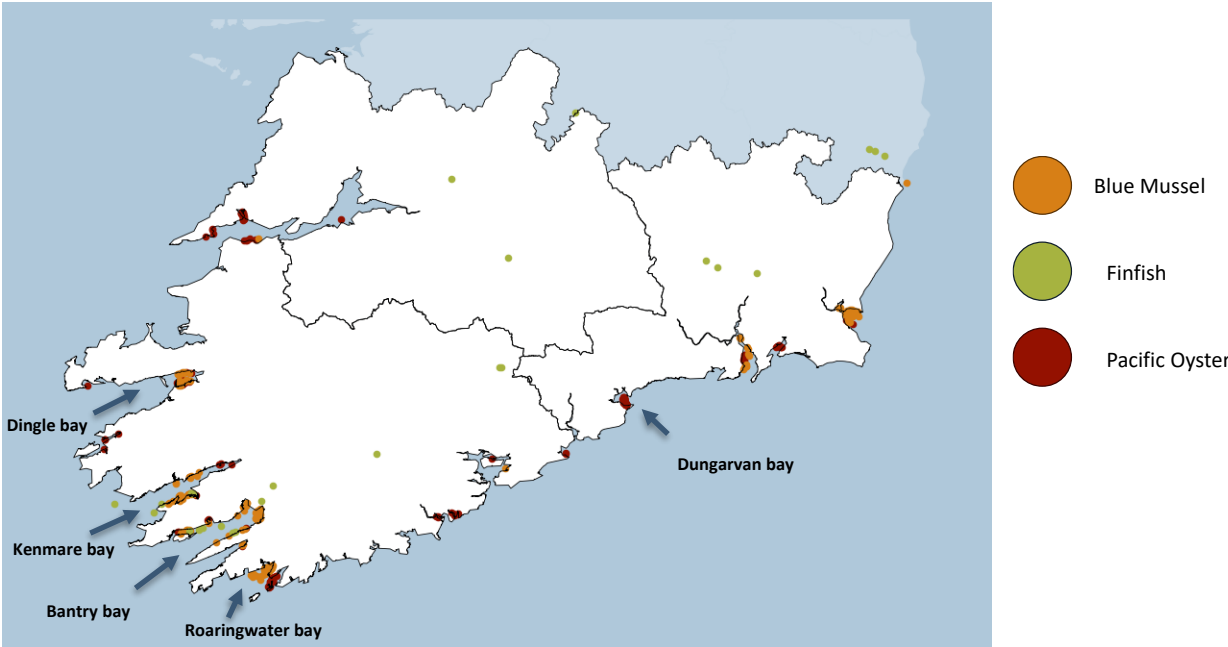 Blue Mussel
Finfish
Pacific Oyster
Dingle bay
Dungarvan bay
Kenmare bay
Bantry bay
Roaringwater bay